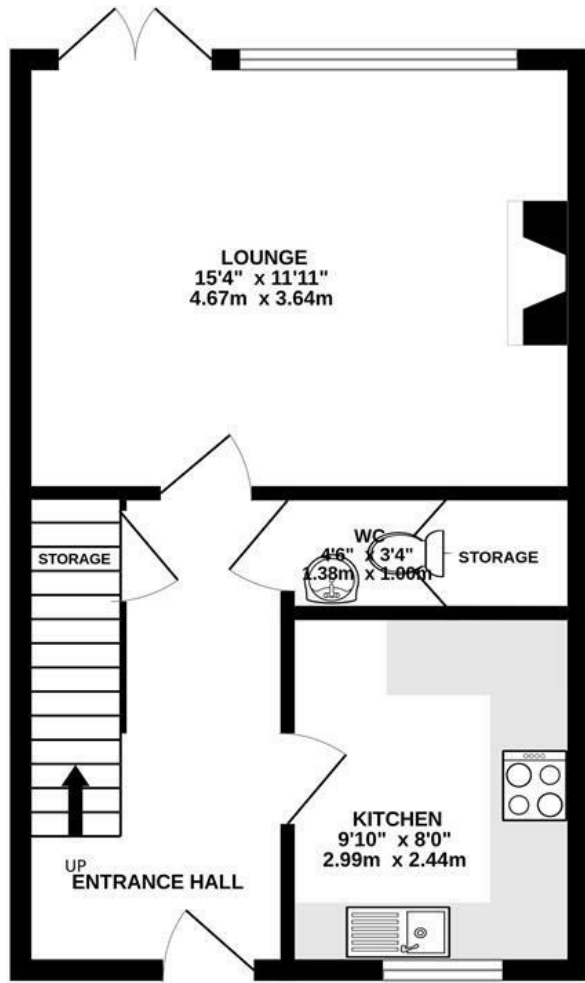 LOUNGE
15'4" x 11'11"
4.67m x 3.64m
STORAGE
WC
4'6" x 3'4"
1.38m x 1.00m
STORAGE
KITCHEN
9'10" x 8'0"
2.99m x 2.44m
UP
ENTRANCE HALL